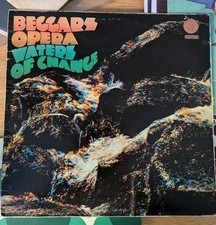 BEGGARS
OPERA
WATERS
OF CHANGE